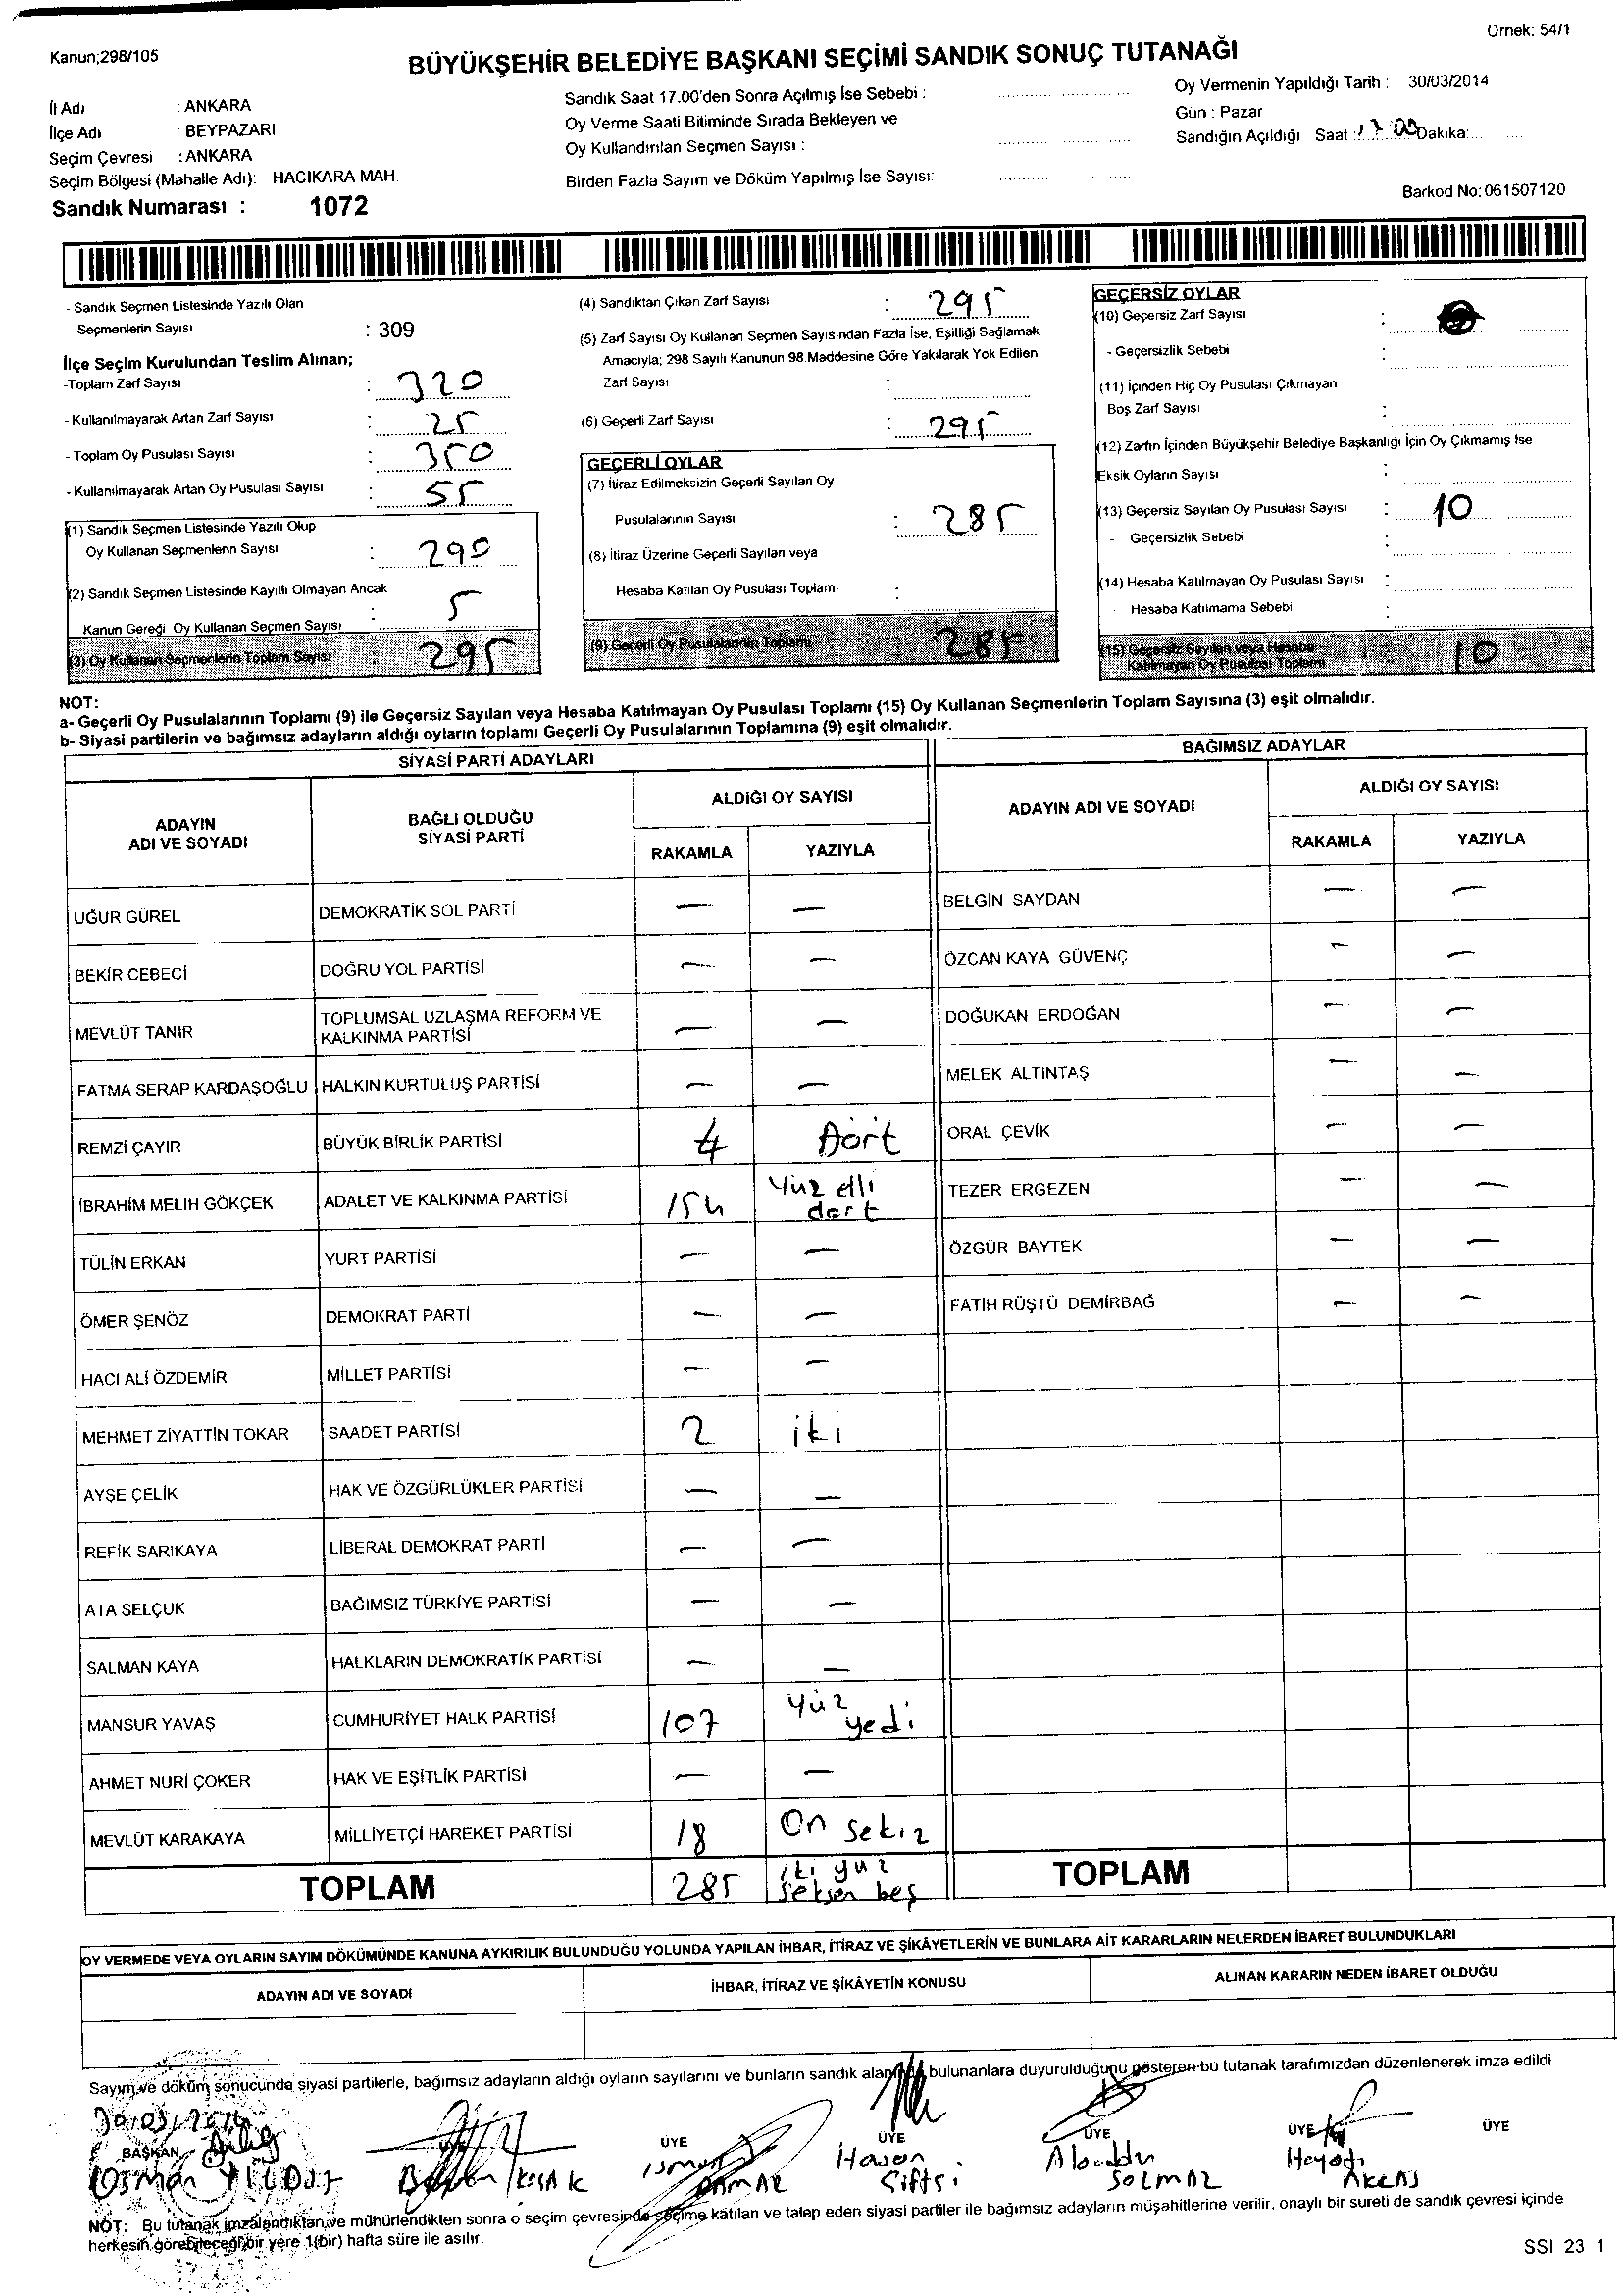 Ornek: 54/1
Kanun;298/105
BÜYÜKŞEHİR BELEDİYE BAŞKANI SEÇİMİ SANDIK SONUÇ TUTANAĞI
İl Adı : ANKARA
İlçe Adı BEYPAZARI
Seçim Çevresi : ANKARA
Seçim Bölgesi (Mahalle Adı): HACIKARA MAH.
Sandık Numarası : 1072
Sandık Saat 17.00'den Sonra Açılmış İse Sebebi :
Oy Verme Saati Bitiminde Sırada Bekleyen ve
Oy Kullandırılan Seçmen Sayısı :
Birden Fazla Sayım ve Döküm Yapılmış İse Sayısı:
Oy Vermenin Yapıldığı Tarih : 30/03/2014
Gün : Pazar
Sandığın Açıldığı Saat : 17 00 Dakika:
Barkod No: 061507120
- Sandık Seçmen Listesinde Yazılı Olan
Seçmenlerin Sayısı : 309
İlçe Seçim Kurulundan Teslim Alınan;
-Toplam Zarf Sayısı : 320
- Kullanılmayarak Artan Zarf Sayısı : 25
- Toplam Oy Pusulası Sayısı : 350
- Kullanılmayarak Artan Oy Pusulası Sayısı : 55
(1) Sandık Seçmen Listesinde Yazılı Olup
Oy Kullanan Seçmenlerin Sayısı : 290
(2) Sandık Seçmen Listesinde Kayıtlı Olmayan Ancak
Kanun Gereği Oy Kullanan Seçmen Sayısı : 5
(3) Oy Kullanan Seçmenlerin Toplam Sayısı : 295
(4) Sandıktan Çıkan Zarf Sayısı : 295
(5) Zarf Sayısı Oy Kullanan Seçmen Sayısından Fazla İse, Eşitliği Sağlamak
Amacıyla; 298 Sayılı Kanunun 98.Maddesine Göre Yakılarak Yok Edilen
Zarf Sayısı :
(6) Geçerli Zarf Sayısı : 295
GEÇERLİ OYLAR
(7) İtiraz Edilmeksizin Geçerli Sayılan Oy
Pusulalarının Sayısı : 285
(8) İtiraz Üzerine Geçerli Sayılan veya
Hesaba Katılan Oy Pusulası Toplamı :
(9) Geçerli Oy Pusulalarının Toplamı 285
GEÇERSİZ OYLAR
(10) Geçersiz Zarf Sayısı :
- Geçersizlik Sebebi :
(11) İçinden Hiç Oy Pusulası Çıkmayan
Boş Zarf Sayısı :
(12) Zarfın İçinden Büyükşehir Belediye Başkanlığı İçin Oy Çıkmamış İse
Eksik Oyların Sayısı :
(13) Geçersiz Sayılan Oy Pusulası Sayısı : 10
- Geçersizlik Sebebi :
(14) Hesaba Katılmayan Oy Pusulası Sayısı :
Hesaba Katılmama Sebebi :
(15) Geçersiz Sayılan veya Hesaba
Katılmayan Oy Pusulası Toplamı 10
NOT:
a- Geçerli Oy Pusulalarının Toplamı (9) ile Geçersiz Sayılan veya Hesaba Katılmayan Oy Pusulası Toplamı (15) Oy Kullanan Seçmenlerin Toplam Sayısına (3) eşit olmalıdır.
b- Siyasi partilerin ve bağımsız adayların aldığı oyların toplamı Geçerli Oy Pusulalarının Toplamına (9) eşit olmalıdır.
SİYASİ PARTİ ADAYLARI BAĞIMSIZ ADAYLAR
ADAYIN ADI VE SOYADI BAĞLI OLDUĞU SİYASİ PARTİ ALDIĞI OY SAYISI ADAYIN ADI VE SOYADI ALDIĞI OY SAYISI
RAKAMLA YAZIYLA RAKAMLA YAZIYLA
UĞUR GÜREL DEMOKRATİK SOL PARTİ — — BELGİN SAYDAN — —
BEKİR CEBECİ DOĞRU YOL PARTİSİ — — ÖZCAN KAYA GÜVENÇ — —
MEVLÜT TANIR TOPLUMSAL UZLAŞMA REFORM VE KALKINMA PARTİSİ — — DOĞUKAN ERDOĞAN — —
FATMA SERAP KARDAŞOĞLU HALKIN KURTULUŞ PARTİSİ — — MELEK ALTINTAŞ — —
REMZİ ÇAYIR BÜYÜK BİRLİK PARTİSİ 4 Dört ORAL ÇEVİK — —
İBRAHİM MELİH GÖKÇEK ADALET VE KALKINMA PARTİSİ 154 Yüz elli dört TEZER ERGEZEN — —
TÜLİN ERKAN YURT PARTİSİ — — ÖZGÜR BAYTEK — —
ÖMER ŞENÖZ DEMOKRAT PARTİ — — FATİH RÜŞTÜ DEMİRBAĞ — —
HACI ALİ ÖZDEMİR MİLLET PARTİSİ — —
MEHMET ZİYATTİN TOKAR SAADET PARTİSİ 2 iki
AYŞE ÇELİK HAK VE ÖZGÜRLÜKLER PARTİSİ — —
REFİK SARIKAYA LİBERAL DEMOKRAT PARTİ — —
ATA SELÇUK BAĞIMSIZ TÜRKİYE PARTİSİ — —
SALMAN KAYA HALKLARIN DEMOKRATİK PARTİSİ — —
MANSUR YAVAŞ CUMHURİYET HALK PARTİSİ 107 yüz yedi
AHMET NURİ ÇOKER HAK VE EŞİTLİK PARTİSİ — —
MEVLÜT KARAKAYA MİLLİYETÇİ HAREKET PARTİSİ 18 On sekiz
TOPLAM 285 iki yüz seksen beş TOPLAM
OY VERMEDE VEYA OYLARIN SAYIM DÖKÜMÜNDE KANUNA AYKIRILIK BULUNDUĞU YOLUNDA YAPILAN İHBAR, İTİRAZ VE ŞİKÂYETLERİN VE BUNLARA AİT KARARLARIN NELERDEN İBARET BULUNDUKLARI
ADAYIN ADI VE SOYADI İHBAR, İTİRAZ VE ŞİKÂYETİN KONUSU ALINAN KARARIN NEDEN İBARET OLDUĞU
Sayım ve döküm sonucunda siyasi partilerle, bağımsız adayların aldığı oyların sayılarını ve bunların sandık alanında bulunanlara duyurulduğunu gösteren bu tutanak tarafımızdan düzenlenerek imza edildi.
30/03/2014
BAŞKAN ÜYE ÜYE ÜYE ÜYE ÜYE
Osman YILDIZ Hasan Çiftçi Alaaddin SOLMAZ
NOT: Bu tutanak imzalandıktan ve mühürlendikten sonra o seçim çevresinde seçime katılan ve talep eden siyasi partiler ile bağımsız adayların müşahitlerine verilir, onaylı bir sureti de sandık çevresi içinde
herkesin görebileceği bir yere 1(bir) hafta süre ile asılır.
SSI 23 1